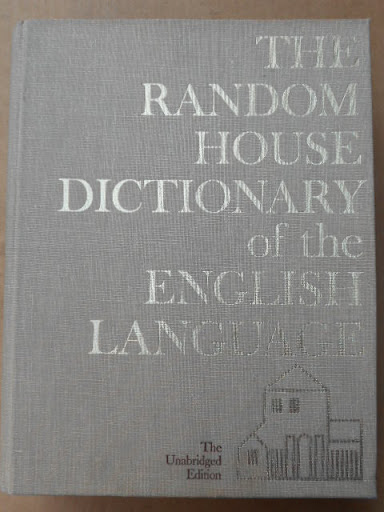 THE
RANDOM
HOUSE
DICTIONARY
of the
ENGLISH
LANGUAGE
The
Unabridged
Edition